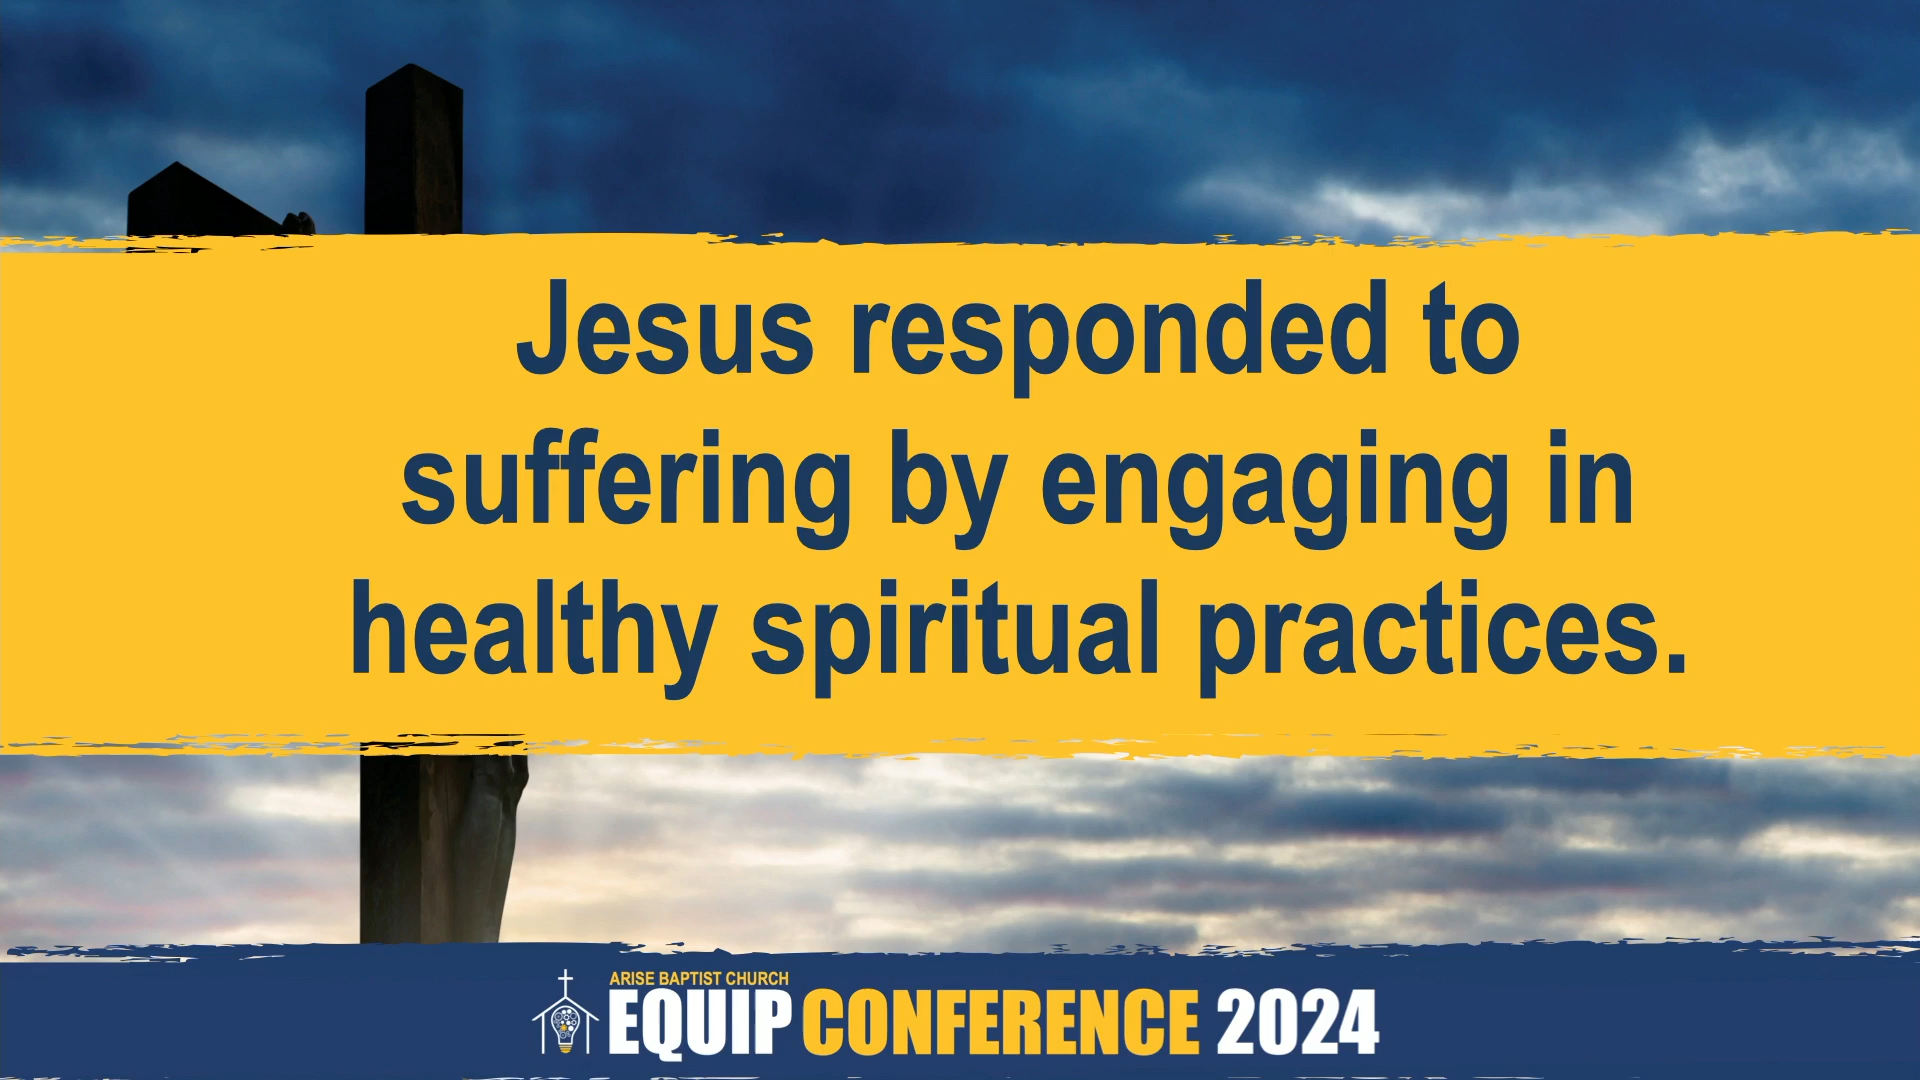 Jesus responded to
suffering by engaging in
healthy spiritual practices.
ARISE BAPTIST CHURCH
EQUIP CONFERENCE 2024